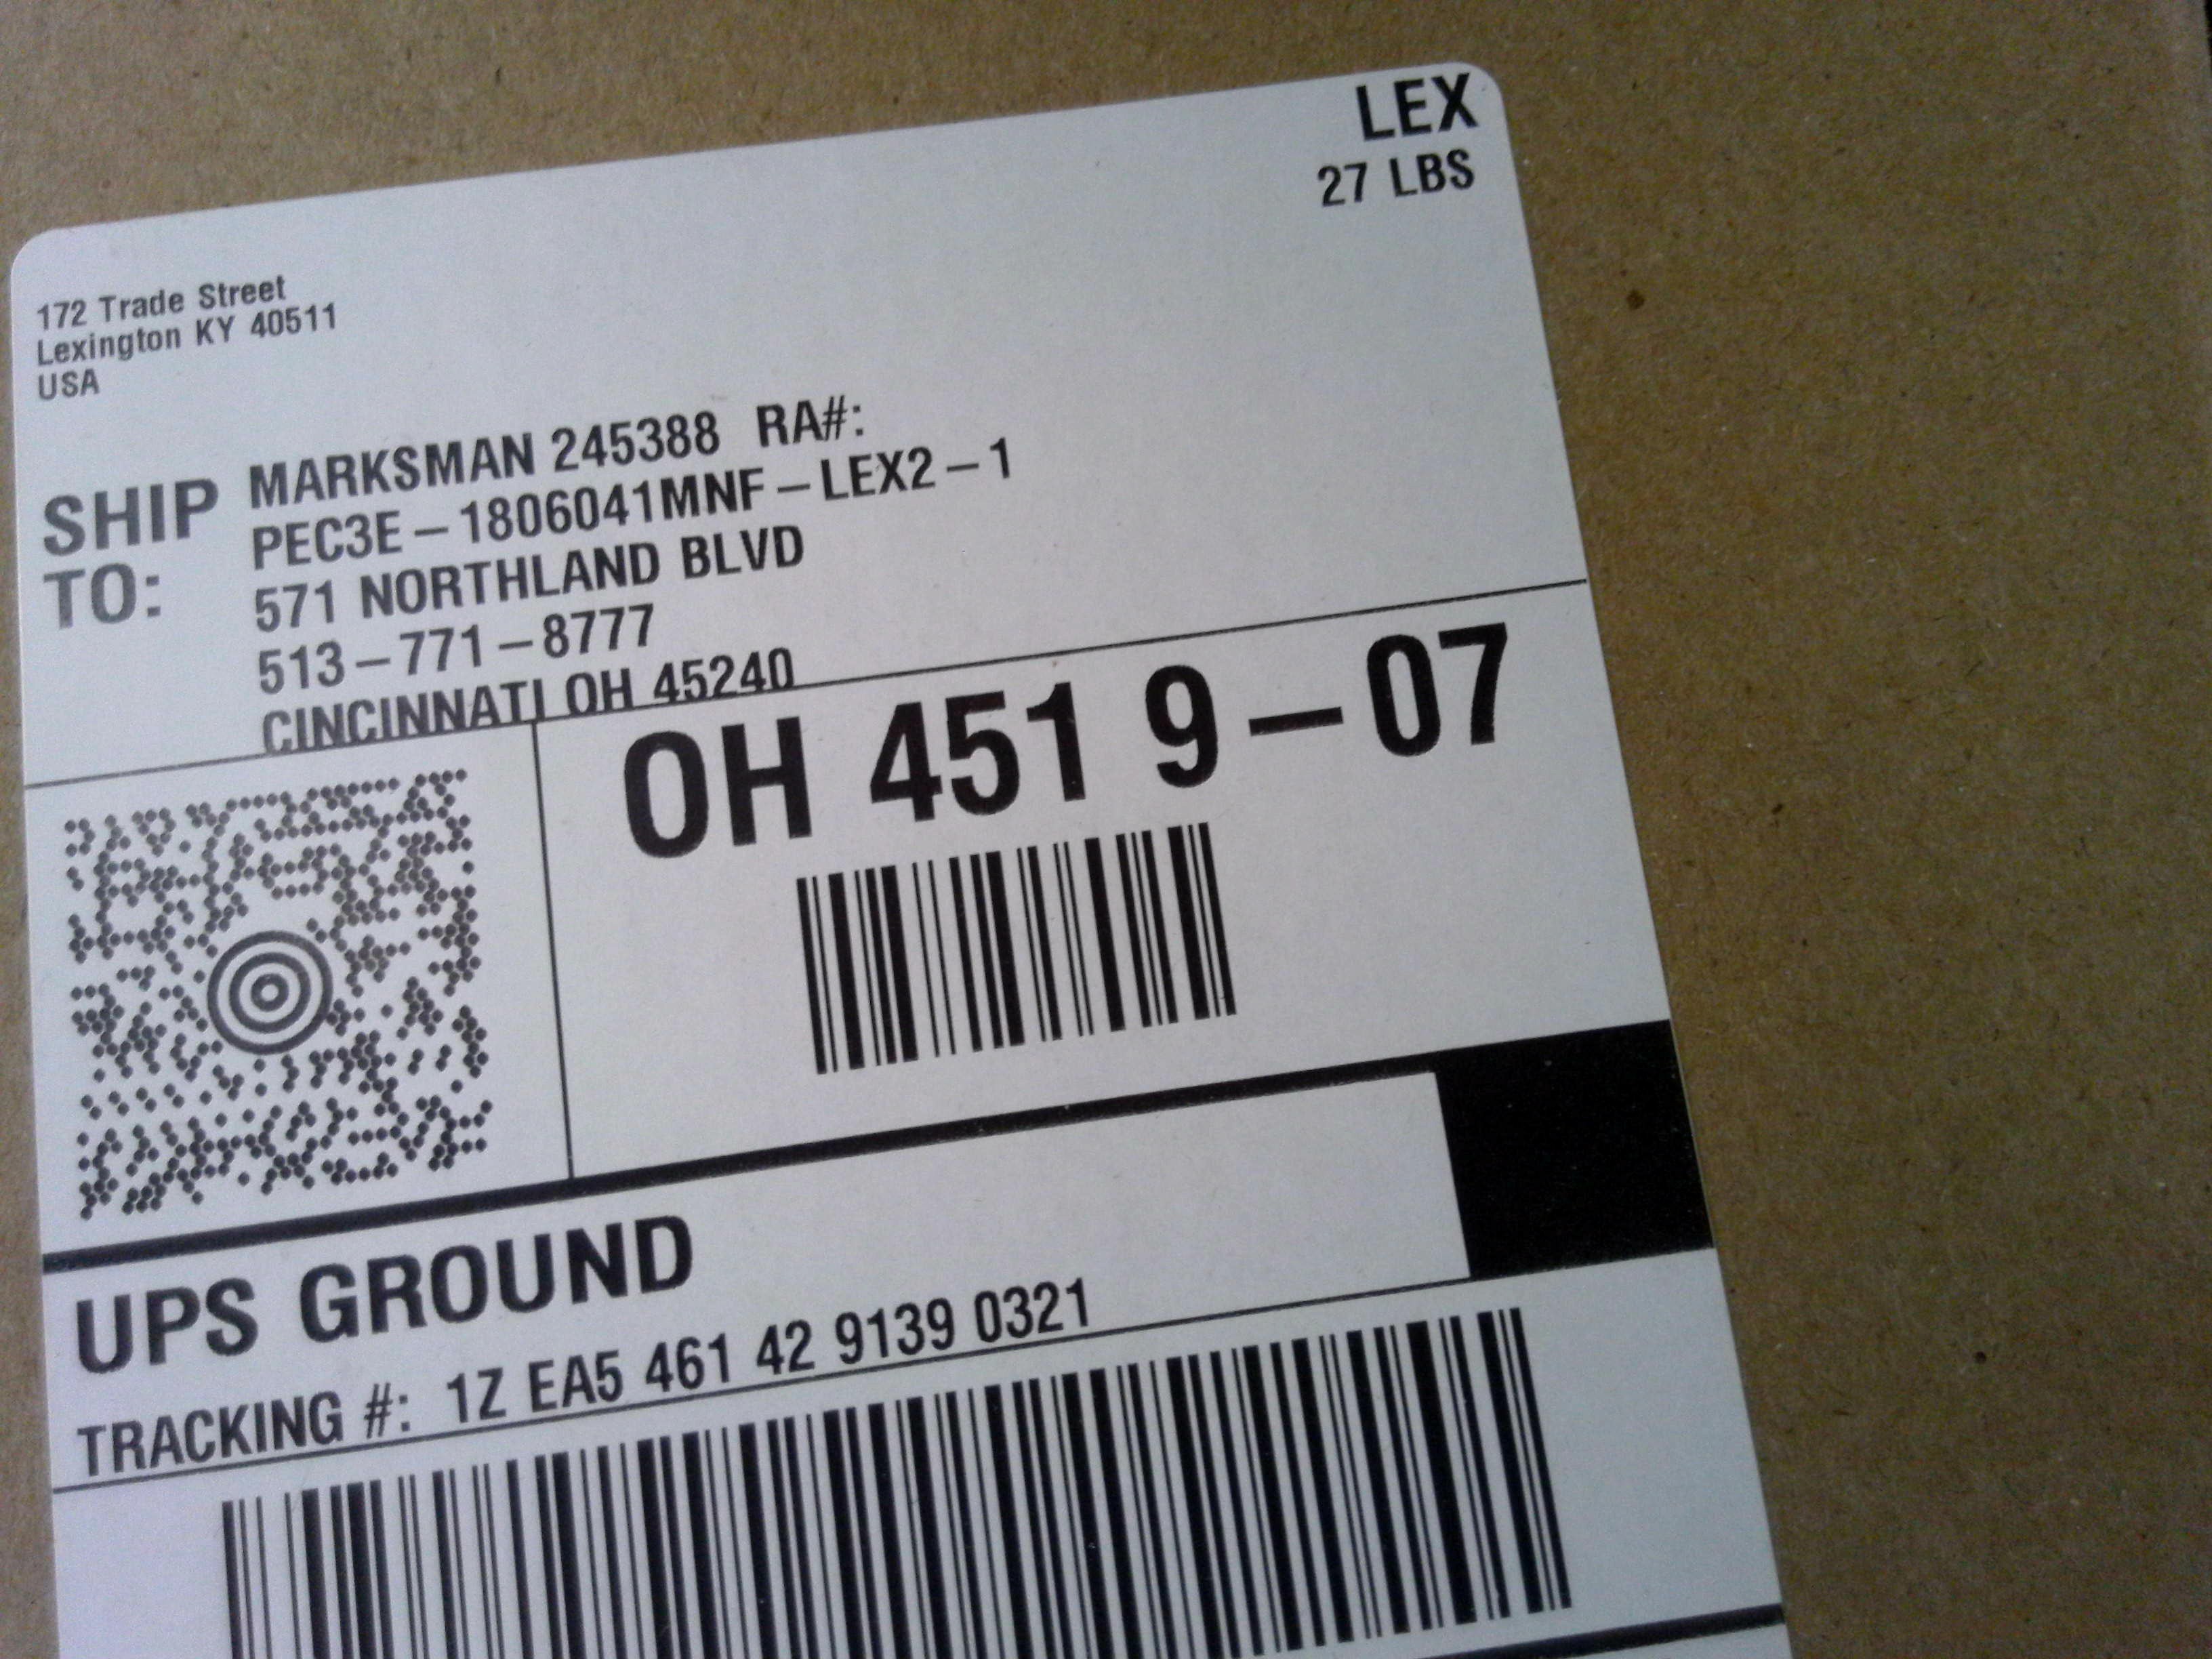 LEX
27 LBS
172 Trade Street
Lexington KY 40511
USA
SHIP TO:
MARKSMAN 245388 RA#:
PEC3E-1806041MNF-LEX2-1
571 NORTHLAND BLVD
513-771-8777
CINCINNATI OH 45240
OH 451 9-07
UPS GROUND
TRACKING #: 1Z EA5 461 42 9139 0321